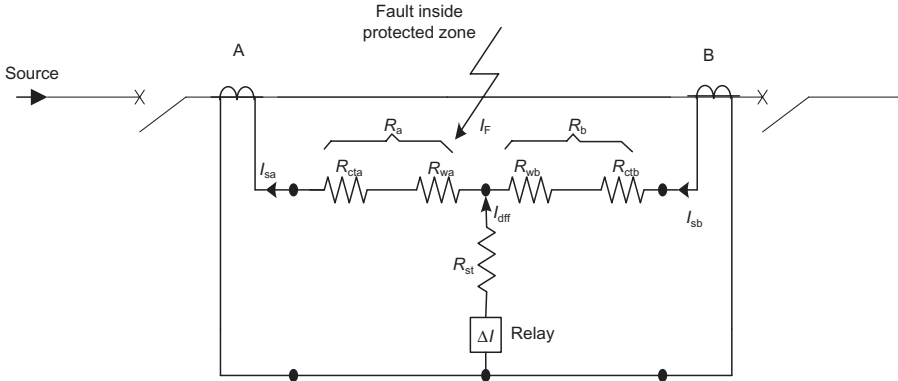 Fault inside
protected zone
A
B
Source
I_F
R_a
R_b
I_sa
R_cta
R_wa
R_wb
R_ctb
I_dff
I_sb
R_st
ΔI
Relay